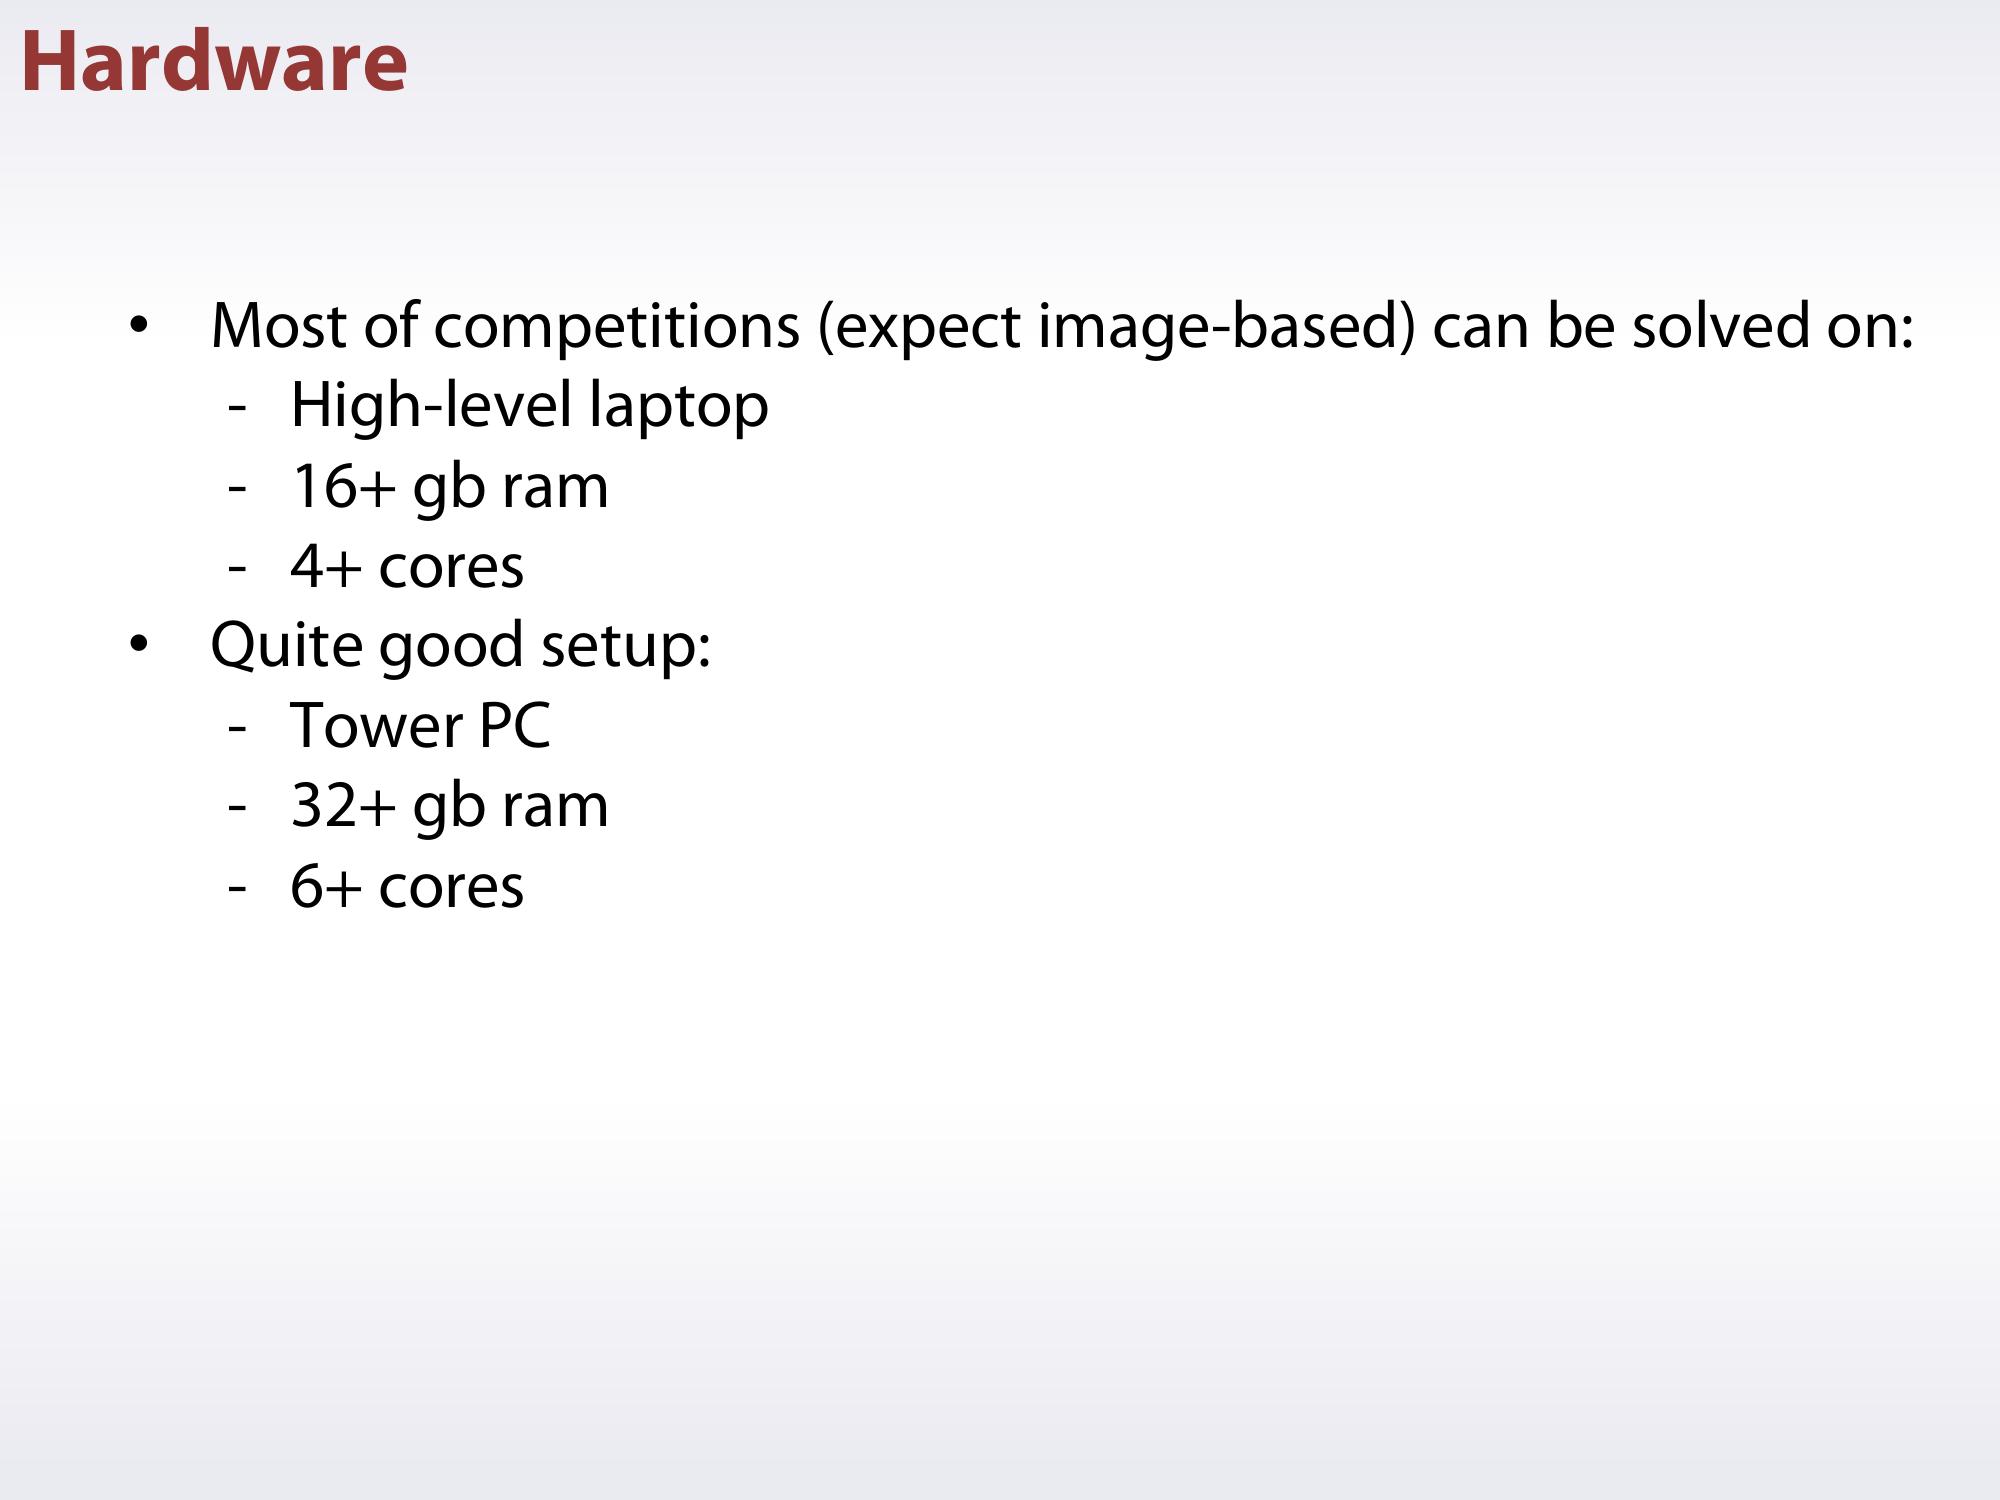 Hardware
• Most of competitions (expect image-based) can be solved on:
- High-level laptop
- 16+ gb ram
- 4+ cores
• Quite good setup:
- Tower PC
- 32+ gb ram
- 6+ cores